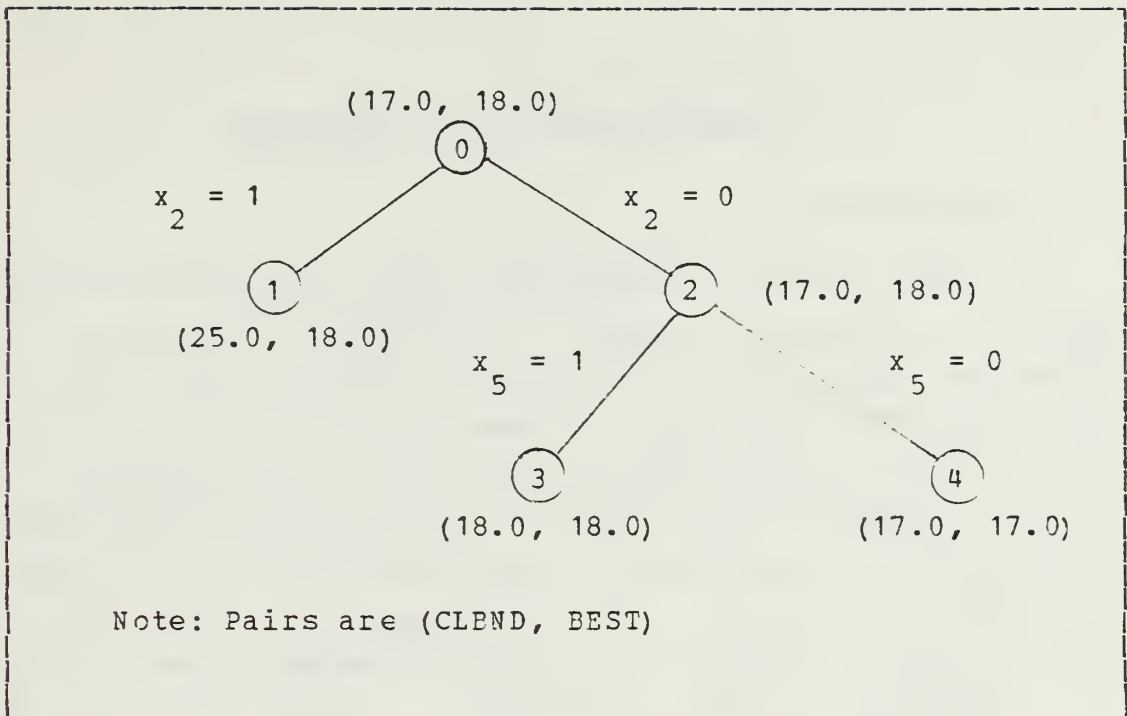 (17.0, 18.0)
0
x2 = 1
x2 = 0
1
2
(17.0, 18.0)
(25.0, 18.0)
x5 = 1
x5 = 0
3
4
(18.0, 18.0)
(17.0, 17.0)
Note: Pairs are (CLBND, BEST)